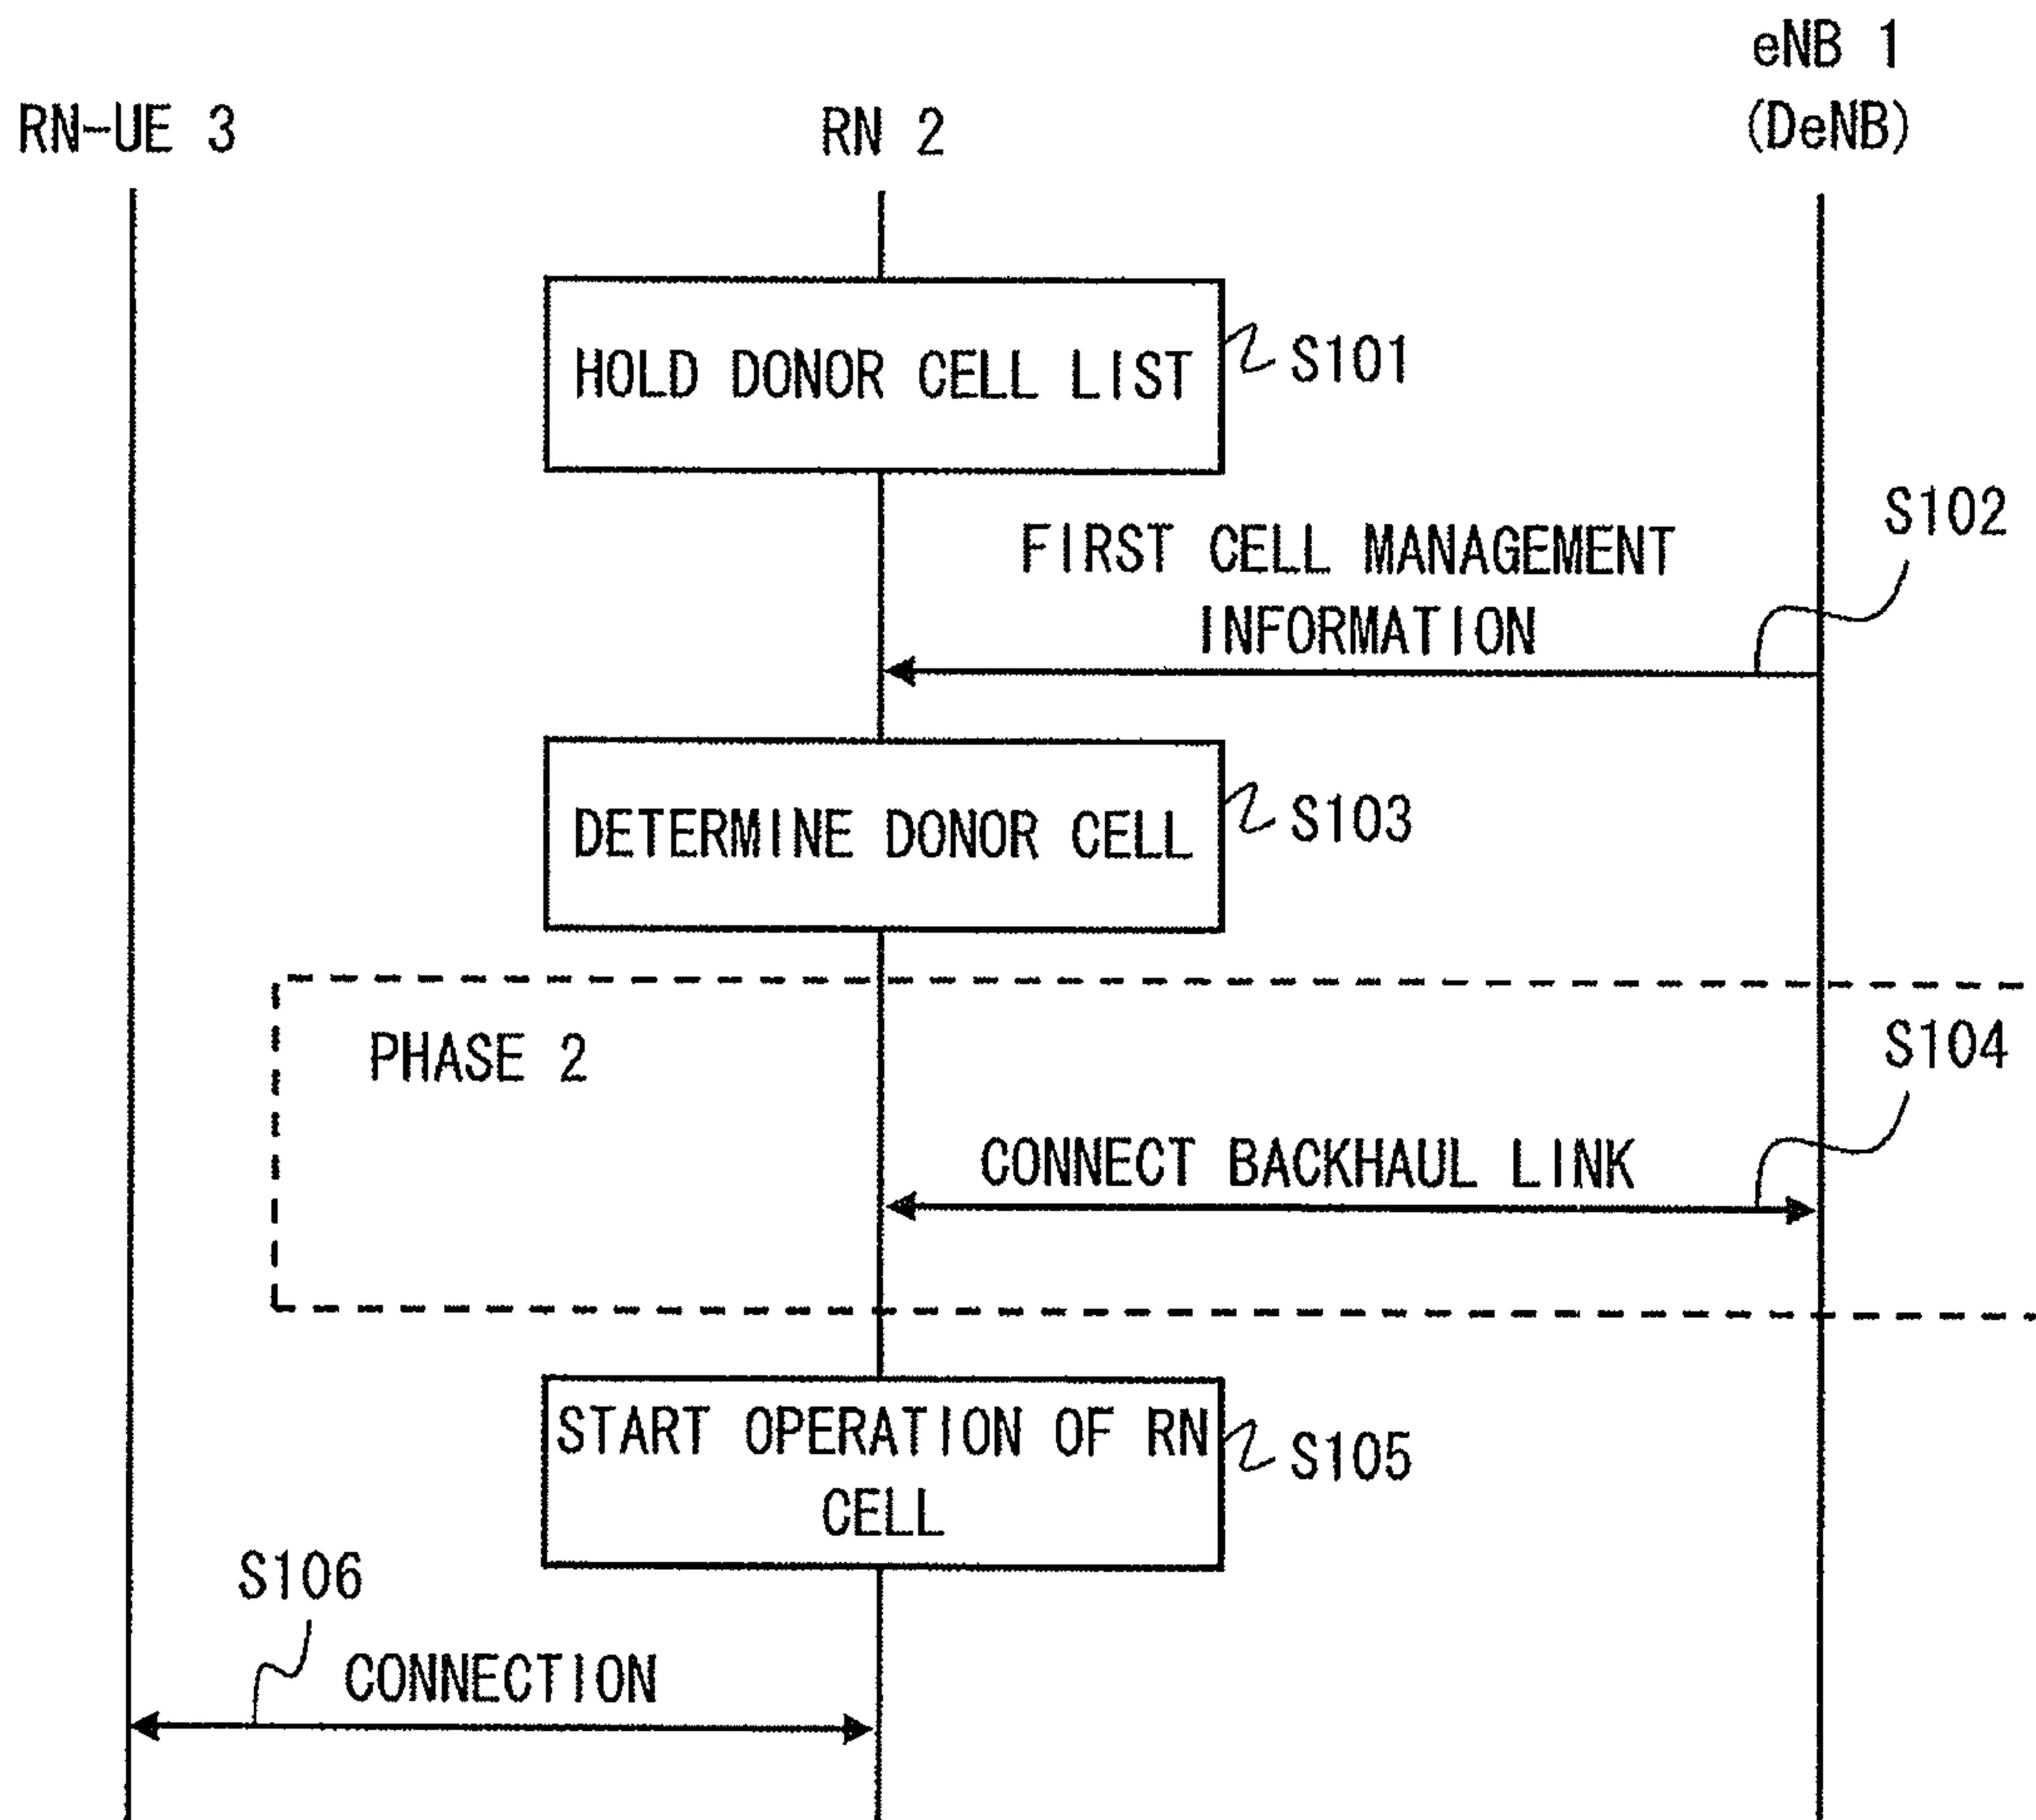 eNB 1
(DeNB)
RN-UE 3
RN 2
HOLD DONOR CELL LIST
S101
S102
FIRST CELL MANAGEMENT
INFORMATION
DETERMINE DONOR CELL
S103
PHASE 2
S104
CONNECT BACKHAUL LINK
START OPERATION OF RN
CELL
S105
S106
CONNECTION